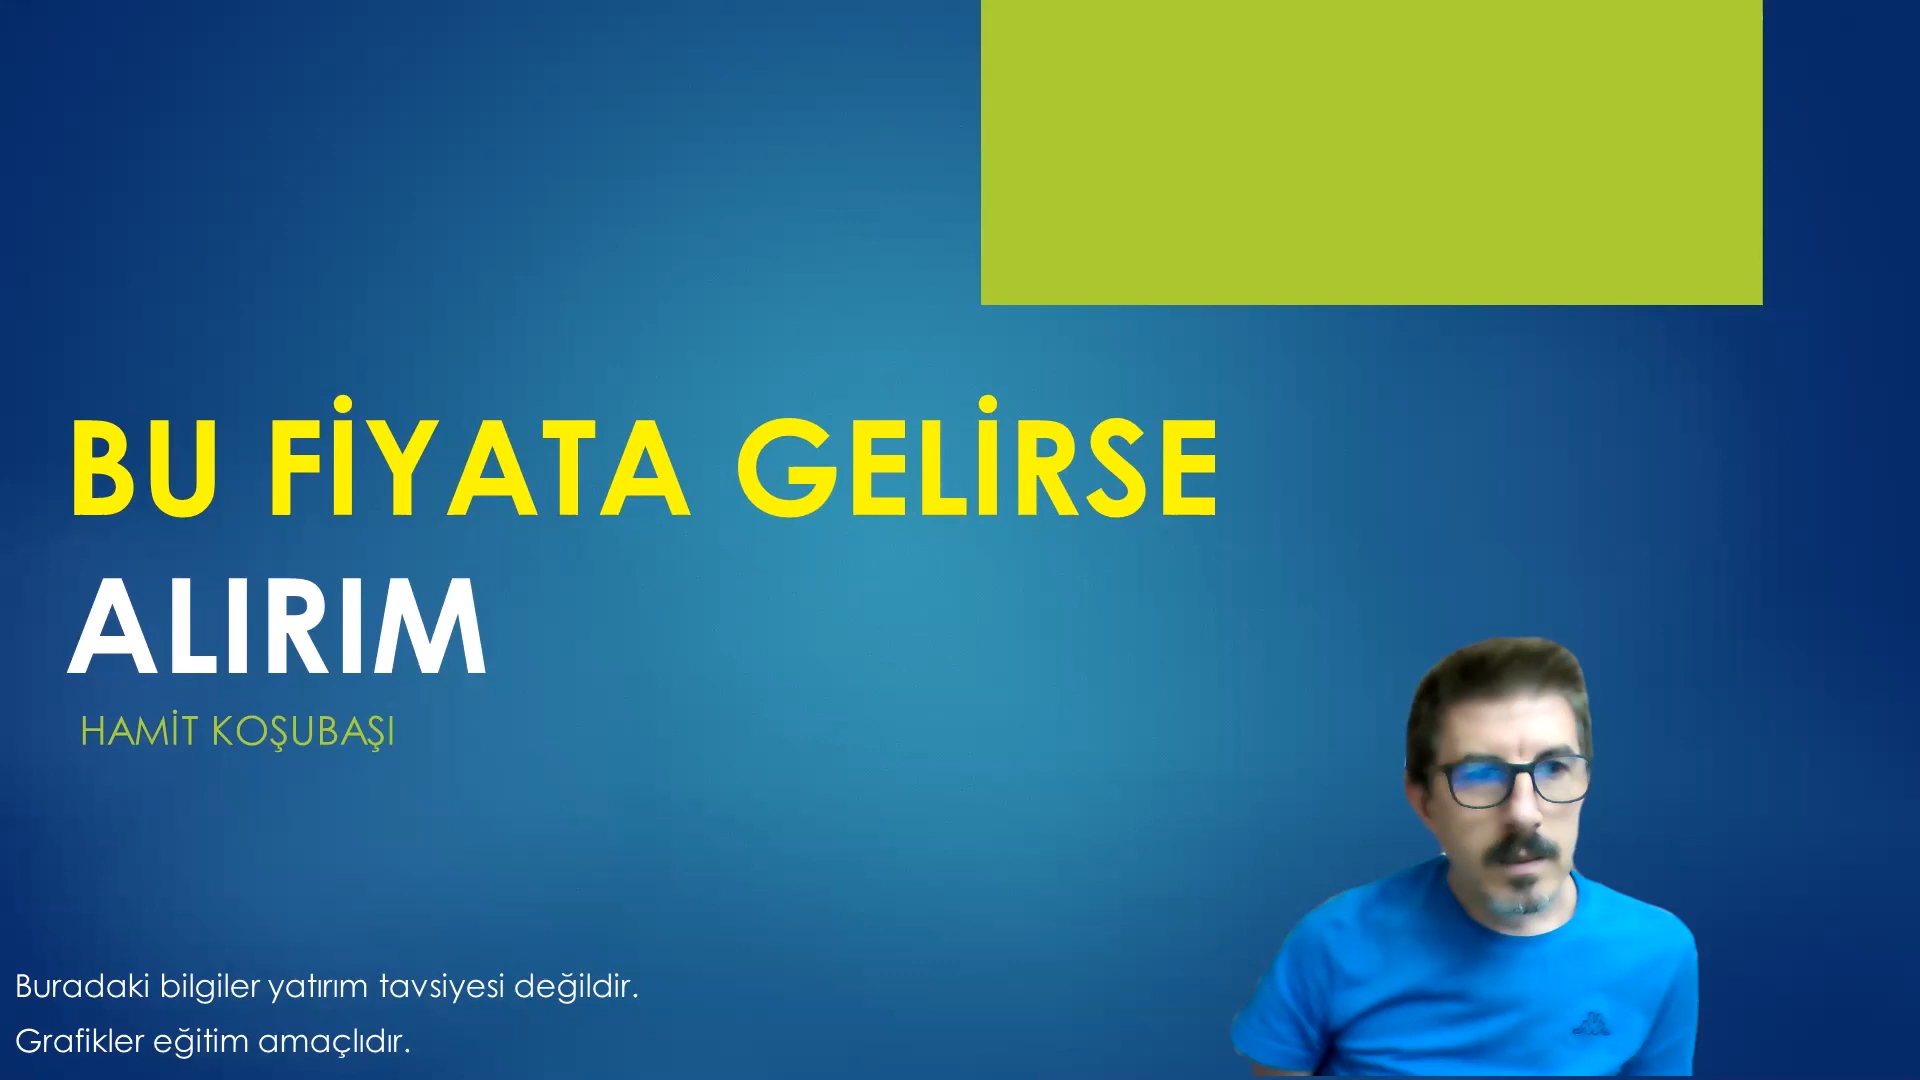 BU FİYATA GELİRSE
ALIRIM
HAMİT KOŞUBAŞI
Buradaki bilgiler yatırım tavsiyesi değildir.
Grafikler eğitim amaçlıdır.